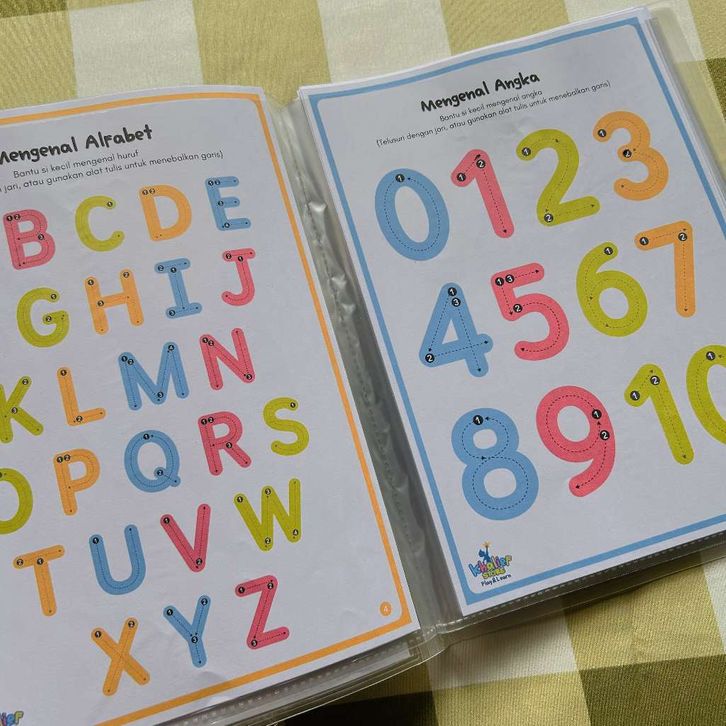 Mengenal Alfabet
Bantu si kecil mengenal huruf
jari, atau gunakan alat tulis untuk menebalkan garis)
B C D E
G H I J
K L M N
O P Q R S
T U V W
X Y Z
4
Mengenal Angka
Bantu si kecil mengenal angka
(Telusuri dengan jari, atau gunakan alat tulis untuk menebalkan garis)
0 1 2 3
4 5 6 7
8 9 10
Play & Learn